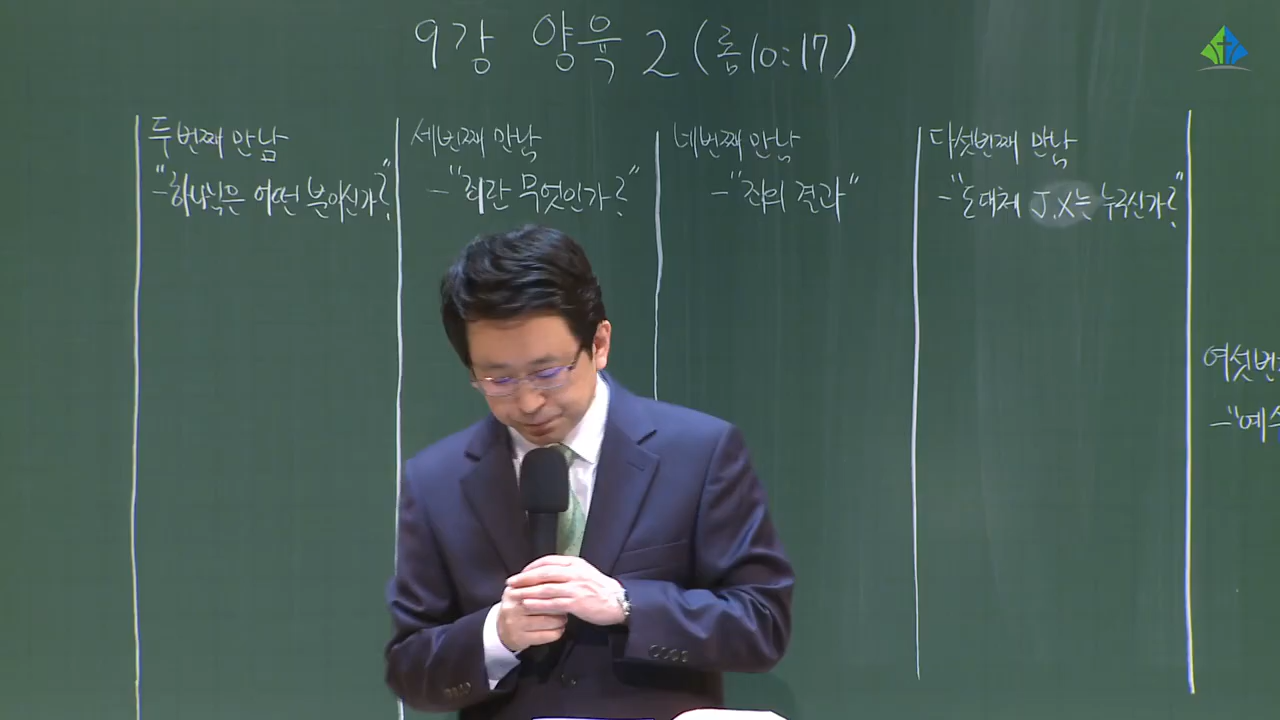 9강 양육 2 (롬10:17)
두번째 만남
-"하나님은 어떤 분이신가?"
세번째 만남
-"죄란 무엇인가?"
네번째 만남
-"죄의 결과"
다섯번째 만남
-"도대체 J.X는 누구신가?"
여섯번
-"예수